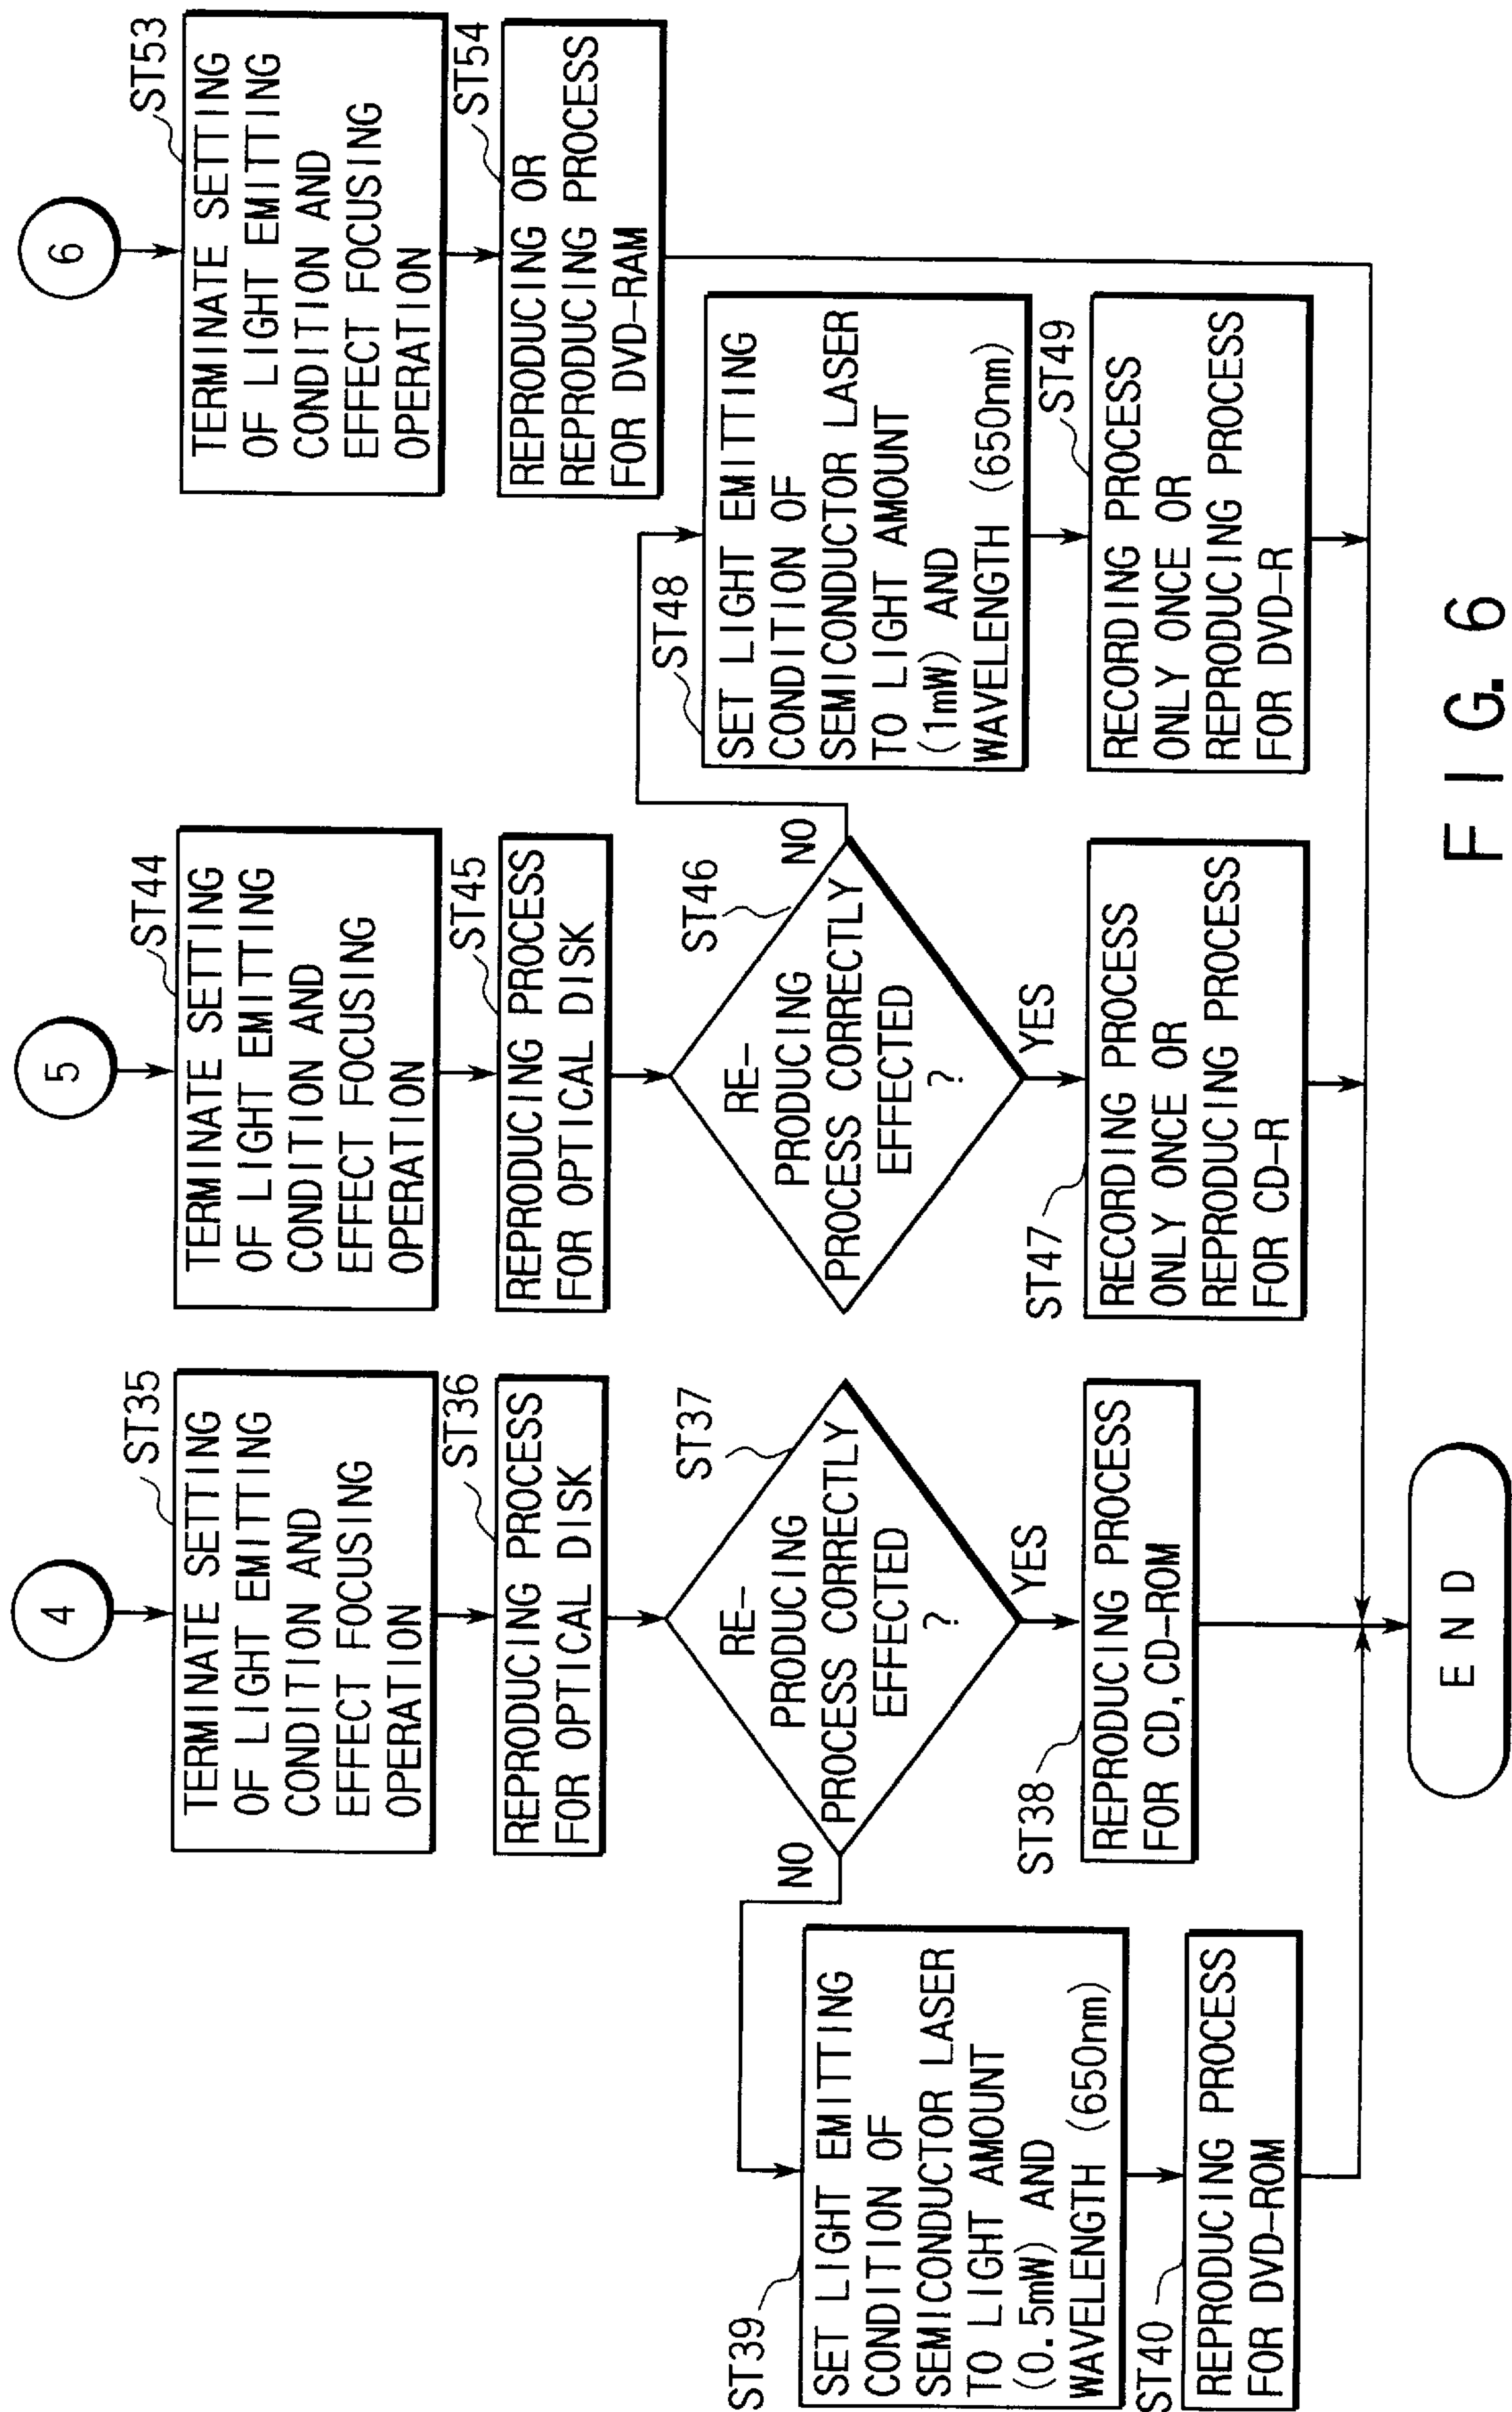 4
ST35
TERMINATE SETTING
OF LIGHT EMITTING
CONDITION AND
EFFECT FOCUSING
OPERATION
ST36
REPRODUCING PROCESS
FOR OPTICAL DISK
ST37
RE-
PRODUCING
PROCESS CORRECTLY
EFFECTED
?
NO
YES
ST38
REPRODUCING PROCESS
FOR CD, CD-ROM
ST39
SET LIGHT EMITTING
CONDITION OF
SEMICONDUCTOR LASER
TO LIGHT AMOUNT
(0.5mW) AND
WAVELENGTH (650nm)
ST40
REPRODUCING PROCESS
FOR DVD-ROM
5
ST44
TERMINATE SETTING
OF LIGHT EMITTING
CONDITION AND
EFFECT FOCUSING
OPERATION
ST45
REPRODUCING PROCESS
FOR OPTICAL DISK
ST46
RE-
PRODUCING
PROCESS CORRECTLY
EFFECTED
?
NO
YES
ST47
RECORDING PROCESS
ONLY ONCE OR
REPRODUCING PROCESS
FOR CD-R
ST48
SET LIGHT EMITTING
CONDITION OF
SEMICONDUCTOR LASER
TO LIGHT AMOUNT
(1mW) AND
WAVELENGTH (650nm)
ST49
RECORDING PROCESS
ONLY ONCE OR
REPRODUCING PROCESS
FOR DVD-R
6
ST53
TERMINATE SETTING
OF LIGHT EMITTING
CONDITION AND
EFFECT FOCUSING
OPERATION
ST54
REPRODUCING OR
REPRODUCING PROCESS
FOR DVD-RAM
END
FIG. 6